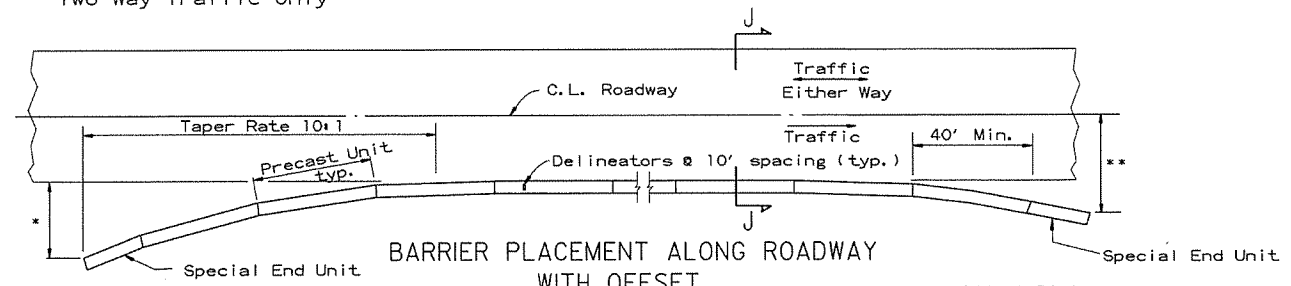 Two Way Traffic Only
J
Traffic
Either Way
C.L. Roadway
Taper Rate 10:1
Traffic
40' Min.
Precast Unit
typ.
Delineators @ 10' spacing (typ.)
**
*
J
BARRIER PLACEMENT ALONG ROADWAY
WITH OFFSET
Special End Unit
Special End Unit